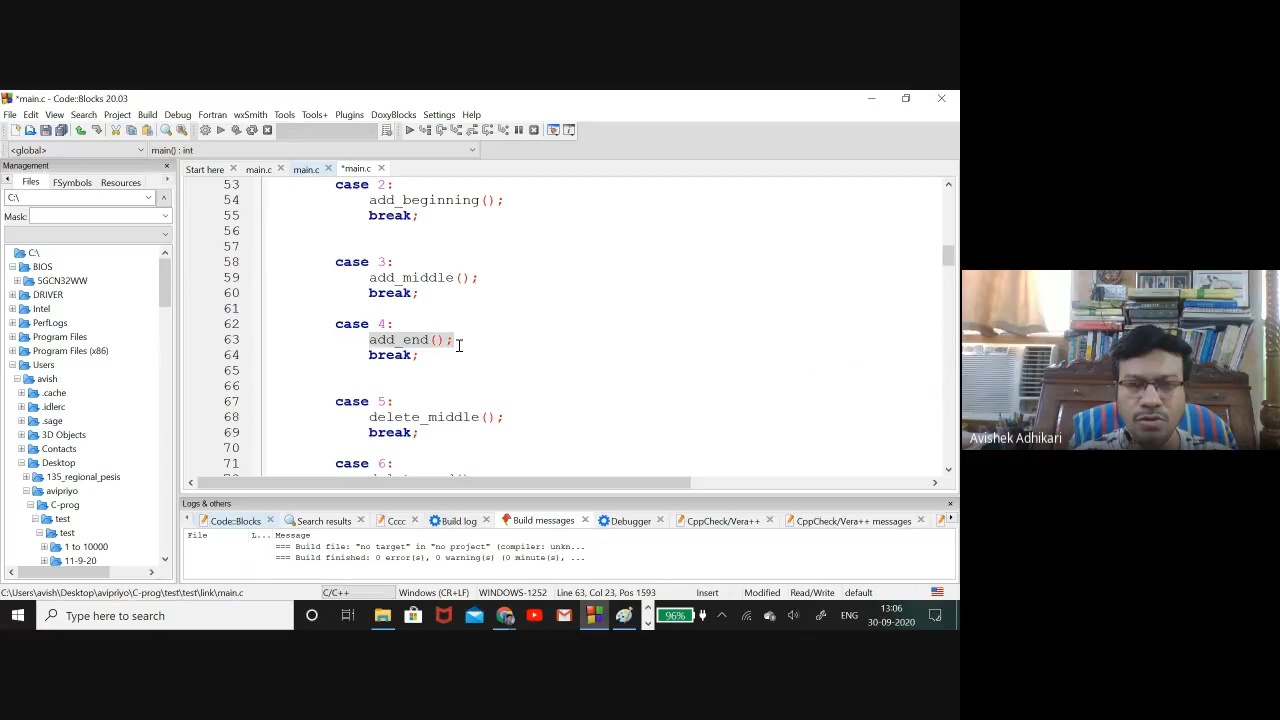 *main.c - Code::Blocks 20.03
File Edit View Search Project Build Debug Fortran wxSmith Tools Tools+ Plugins DoxyBlocks Settings Help
<global> main() : int
Management
Files FSymbols Resources
C:\
Mask:
C:\
BIOS
5GCN32WW
DRIVER
Intel
PerfLogs
Program Files
Program Files (x86)
Users
avish
.cache
.idlerc
.sage
3D Objects
Contacts
Desktop
135_regional_pesis
avipriyo
C-prog
test
test
1 to 10000
11-9-20
Start here main.c main.c *main.c
53 case 2:
54 add_beginning();
55 break;
56
57
58 case 3:
59 add_middle();
60 break;
61
62 case 4:
63 add_end();
64 break;
65
66
67 case 5:
68 delete_middle();
69 break;
70
71 case 6:
Logs & others
Code::Blocks Search results Cccc Build log Build messages Debugger CppCheck/Vera++ CppCheck/Vera++ messages
File L... Message
=== Build file: "no target" in "no project" (compiler: unkn...
=== Build finished: 0 error(s), 0 warning(s) (0 minute(s), ...
C:\Users\avish\Desktop\avipriyo\C-prog\test\test\link\main.c C/C++ Windows (CR+LF) WINDOWS-1252 Line 63, Col 23, Pos 1593 Insert Modified Read/Write default
Type here to search
96%
ENG
13:06
30-09-2020
Avishek Adhikari